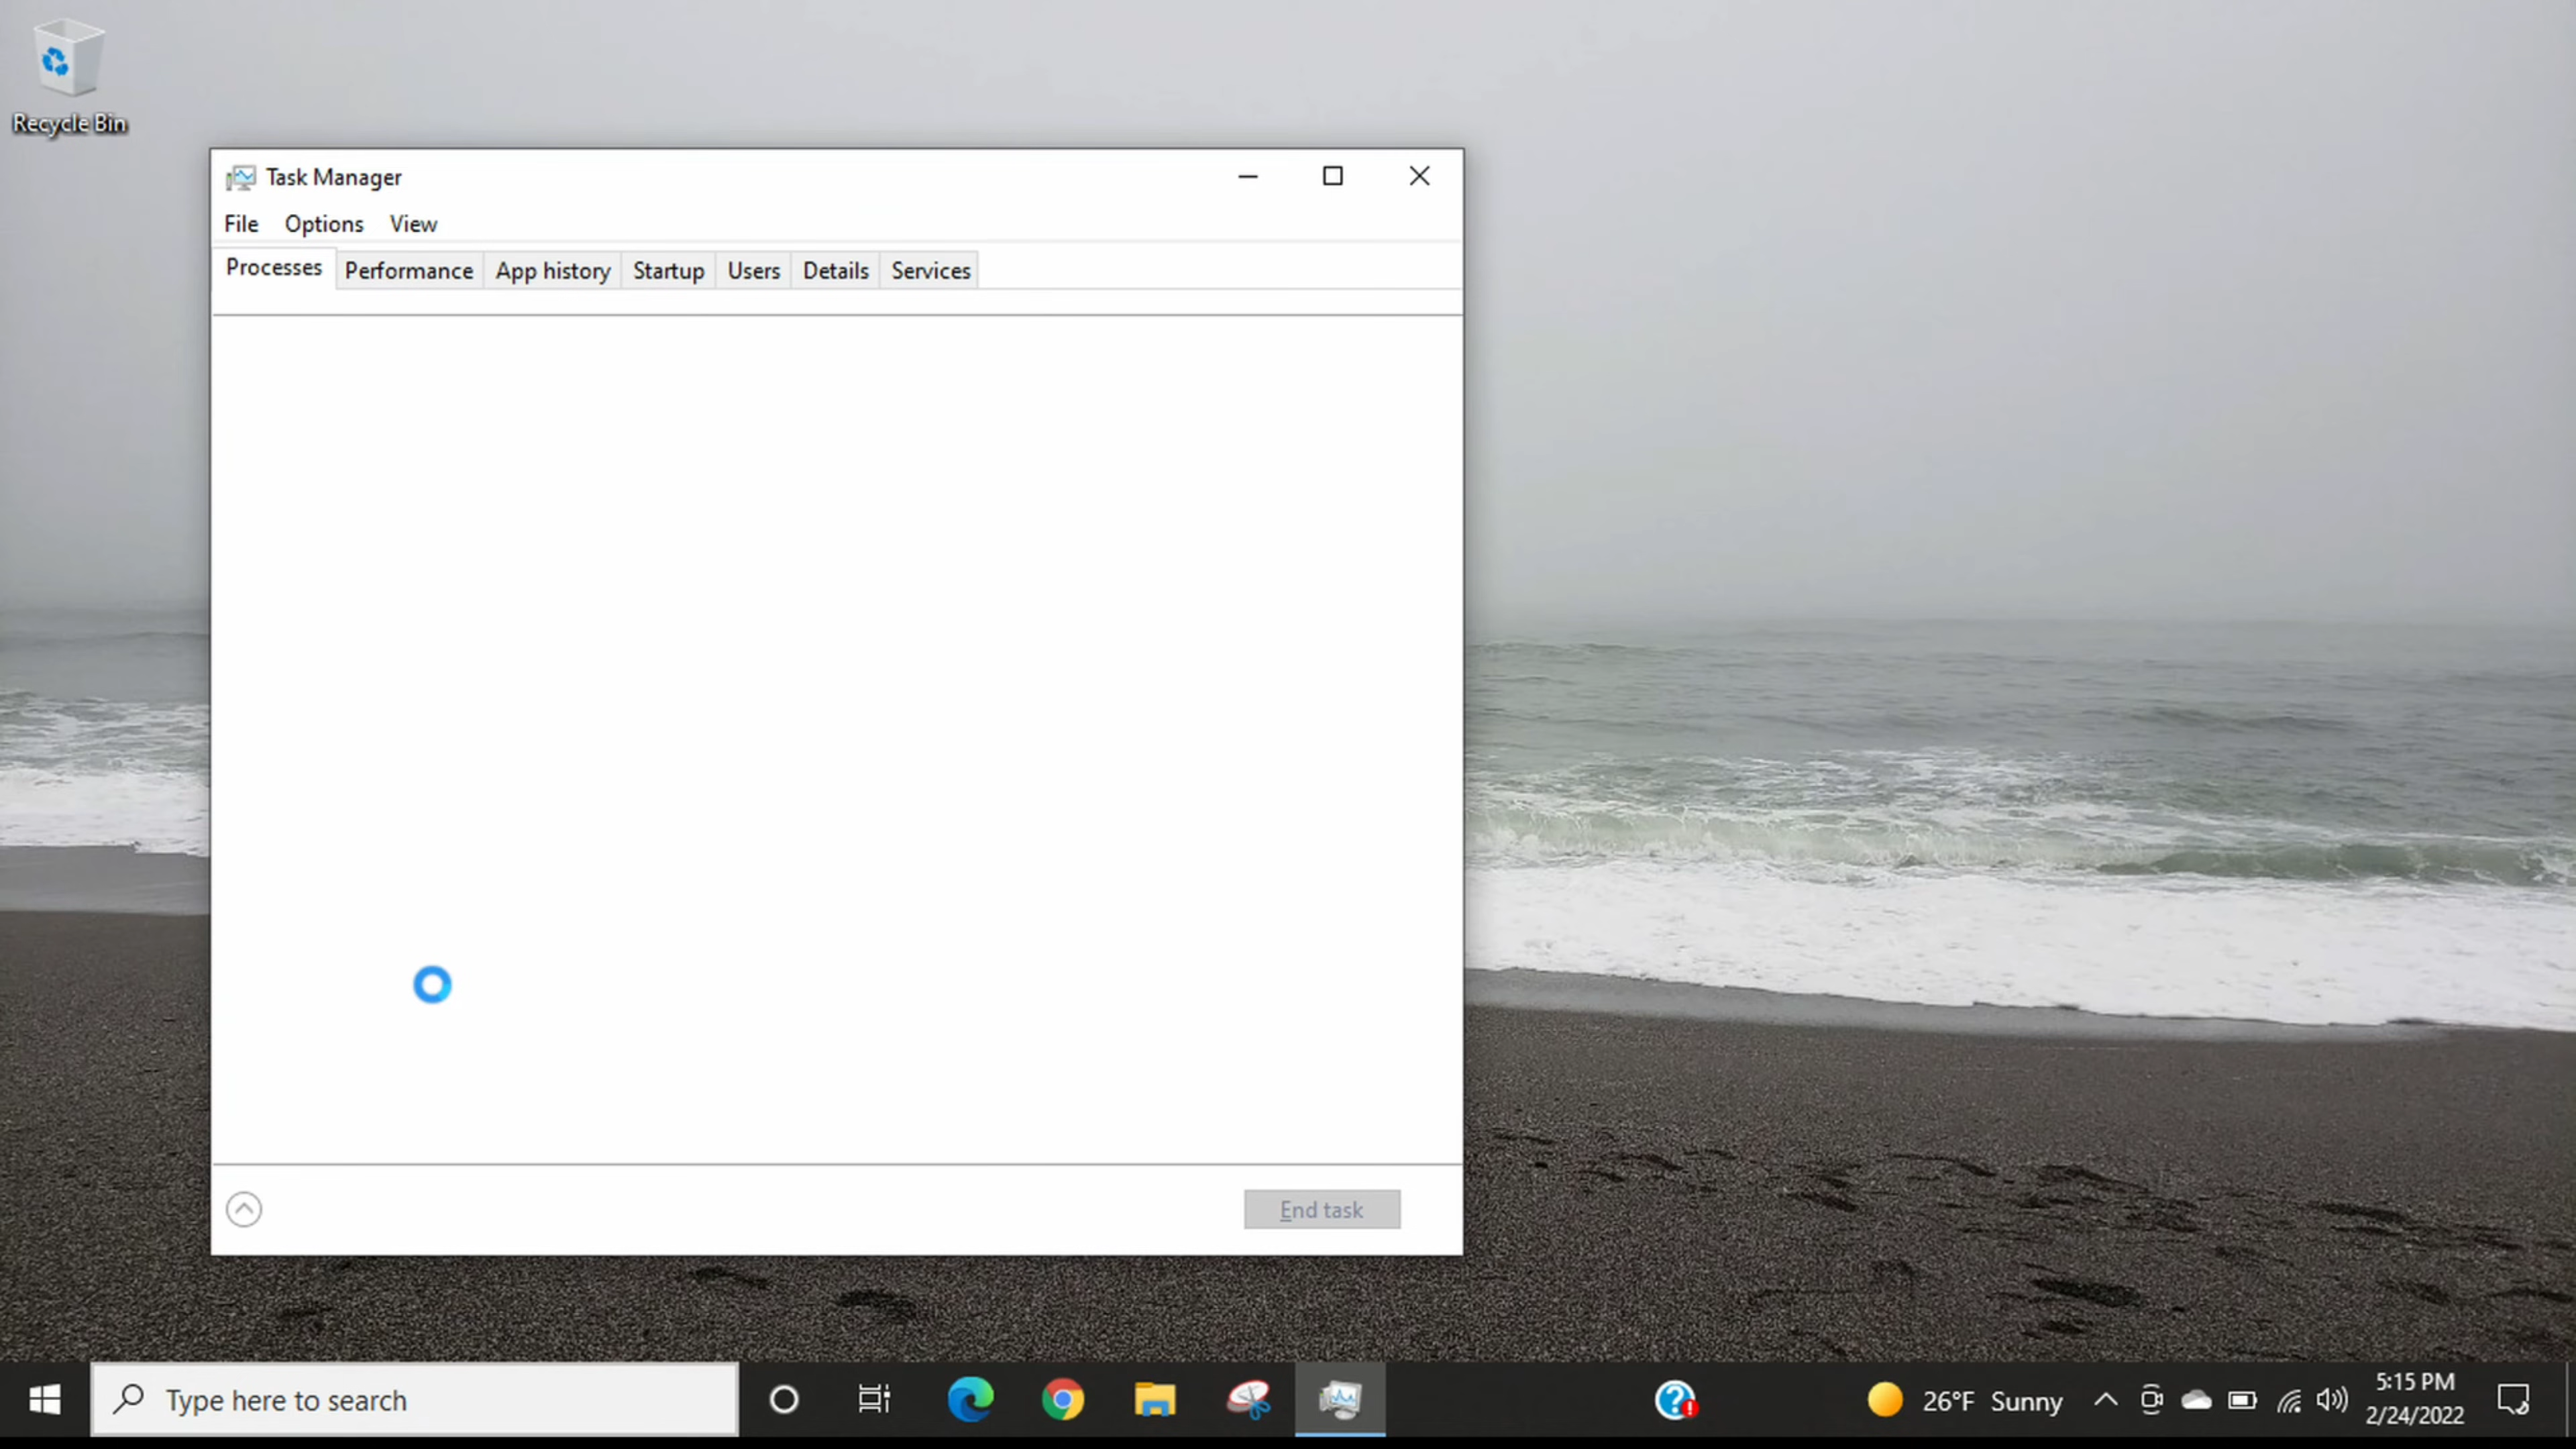 Recycle Bin
Task Manager
File Options View
Processes Performance App history Startup Users Details Services
End task
Type here to search
26°F Sunny
5:15 PM
2/24/2022